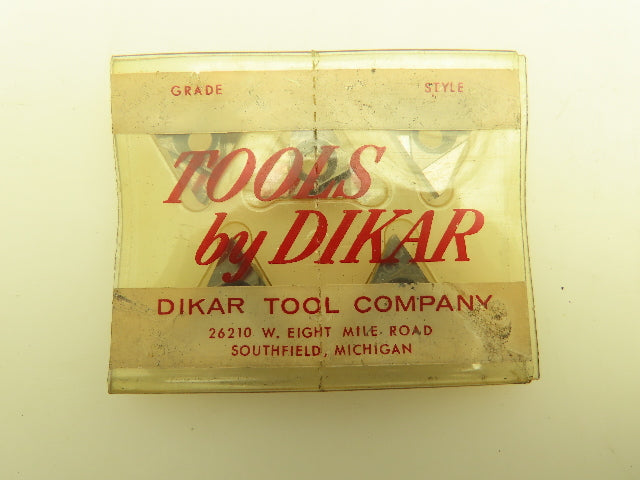 GRADE STYLE
TOOLS
by DIKAR
DIKAR TOOL COMPANY
26210 W. EIGHT MILE ROAD
SOUTHFIELD, MICHIGAN